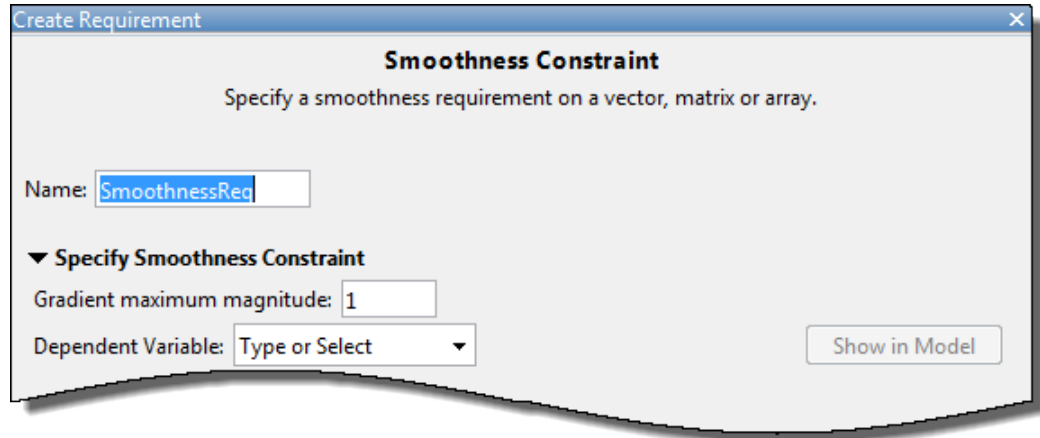 Create Requirement
Smoothness Constraint
Specify a smoothness requirement on a vector, matrix or array.
Name: SmoothnessReq
Specify Smoothness Constraint
Gradient maximum magnitude: 1
Dependent Variable: Type or Select Show in Model